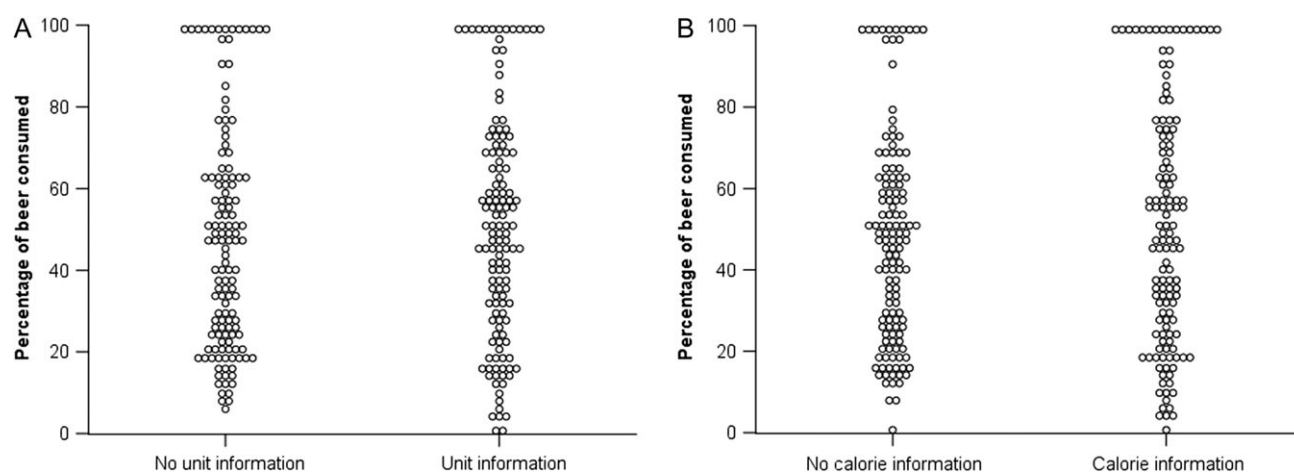 A
Percentage of beer consumed
100
80
60
40
20
0
No unit information
Unit information
B
Percentage of beer consumed
100
80
60
40
20
0
No calorie information
Calorie information